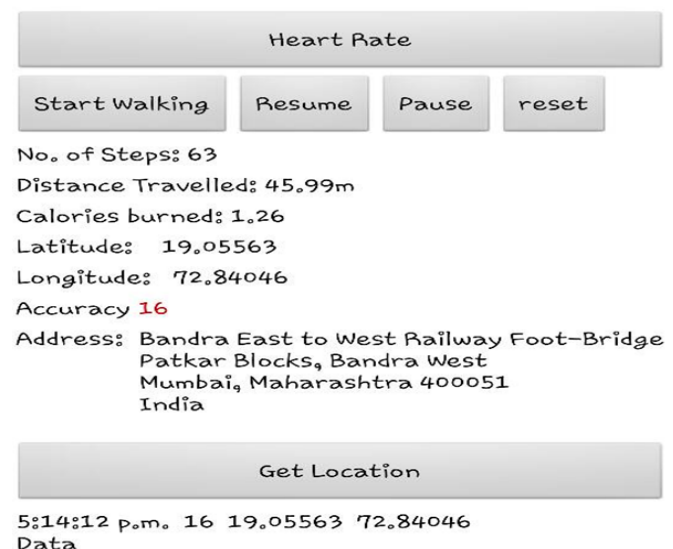 Heart Rate
Start Walking Resume Pause reset
No. of Steps: 63
Distance Travelled: 45.99m
Calories burned: 1.26
Latitude: 19.05563
Longitude: 72.84046
Accuracy 16
Address: Bandra East to West Railway Foot-Bridge
Patkar Blocks, Bandra West
Mumbai, Maharashtra 400051
India
Get Location
5:14:12 p.m. 16 19.05563 72.84046
Data